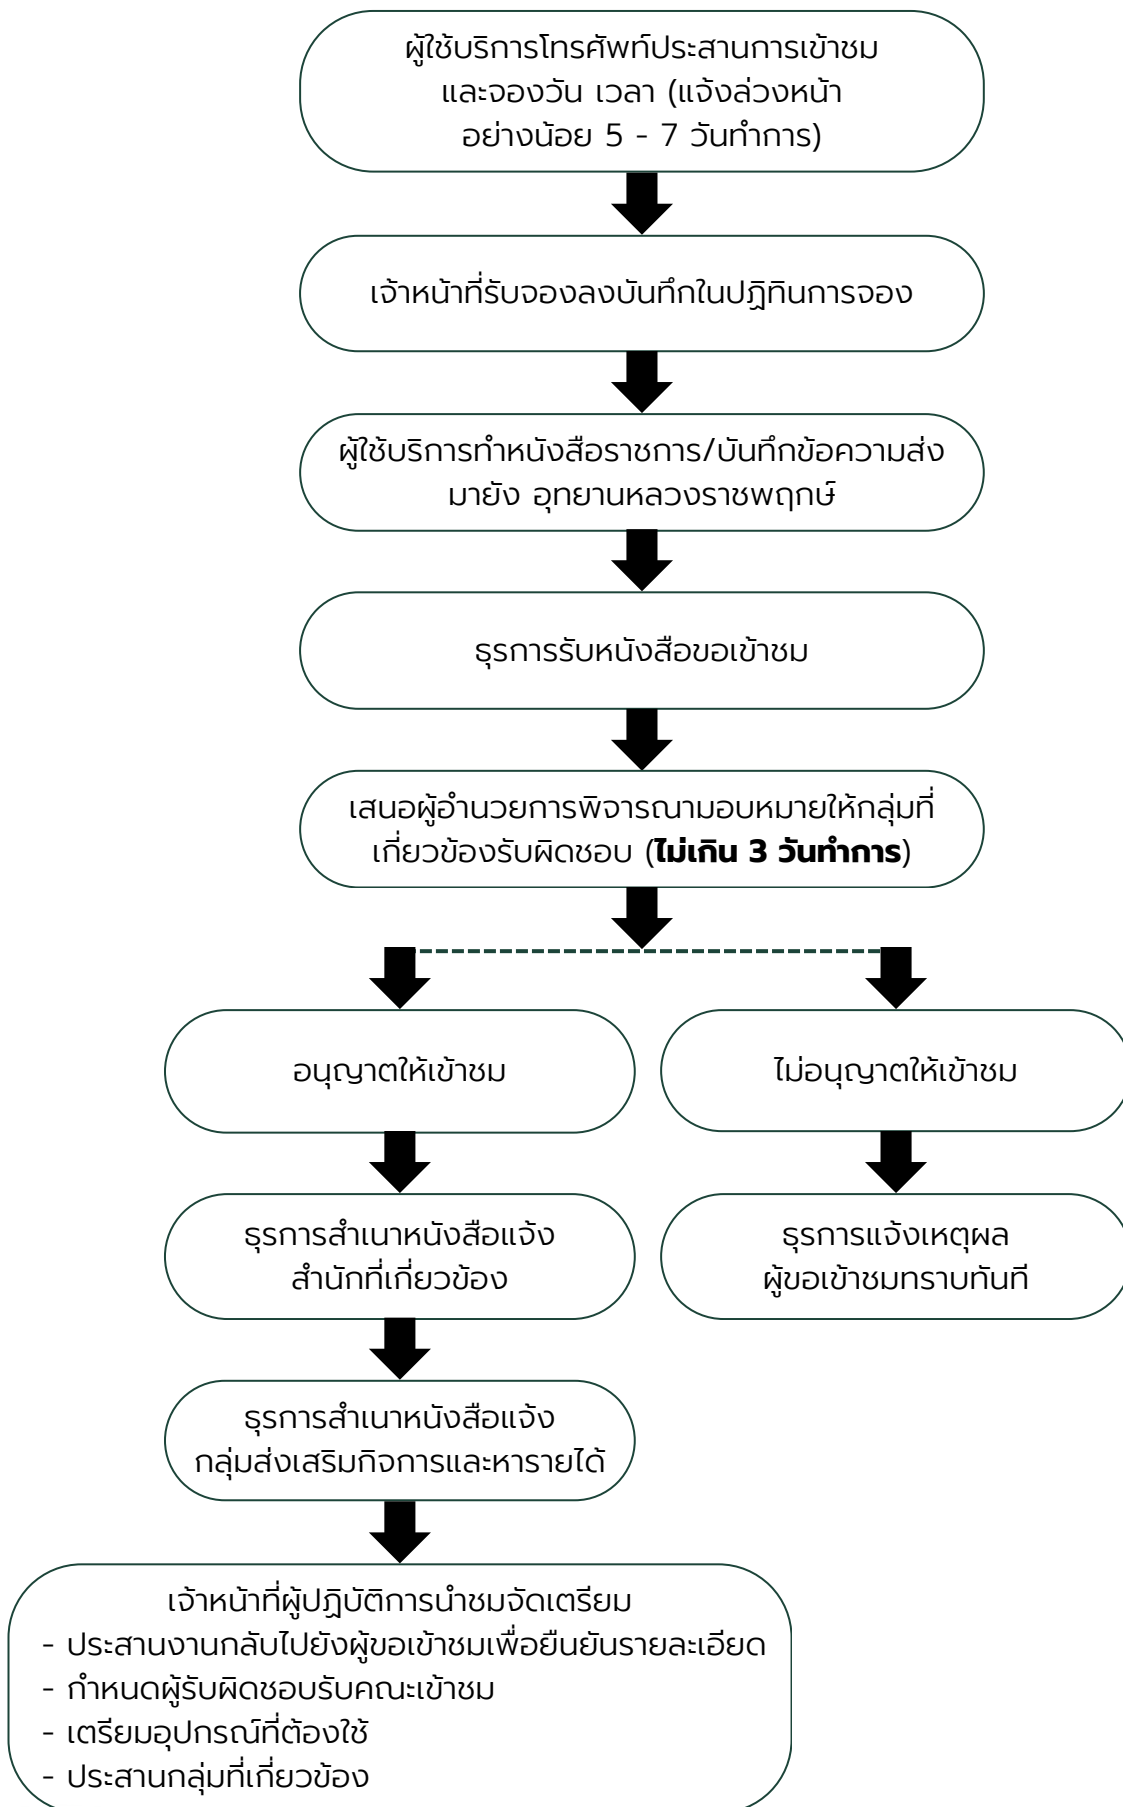 ผู้ใช้บริการโทรศัพท์ประสานการเข้าชม
และจองวัน เวลา (แจ้งล่วงหน้า
อย่างน้อย 5 - 7 วันทำการ)
เจ้าหน้าที่รับจองลงบันทึกในปฏิทินการจอง
ผู้ใช้บริการทำหนังสือราชการ/บันทึกข้อความส่ง
มายัง อุทยานหลวงราชพฤกษ์
ธุรการรับหนังสือขอเข้าชม
เสนอผู้อำนวยการพิจารณามอบหมายให้กลุ่มที่
เกี่ยวข้องรับผิดชอบ (ไม่เกิน 3 วันทำการ)
อนุญาตให้เข้าชม
ไม่อนุญาตให้เข้าชม
ธุรการสำเนาหนังสือแจ้ง
สำนักที่เกี่ยวข้อง
ธุรการแจ้งเหตุผล
ผู้ขอเข้าชมทราบทันที
ธุรการสำเนาหนังสือแจ้ง
กลุ่มส่งเสริมกิจการและหารายได้
เจ้าหน้าที่ผู้ปฏิบัติการนำชมจัดเตรียม
- ประสานงานกลับไปยังผู้ขอเข้าชมเพื่อยืนยันรายละเอียด
- กำหนดผู้รับผิดชอบรับคณะเข้าชม
- เตรียมอุปกรณ์ที่ต้องใช้
- ประสานกลุ่มที่เกี่ยวข้อง